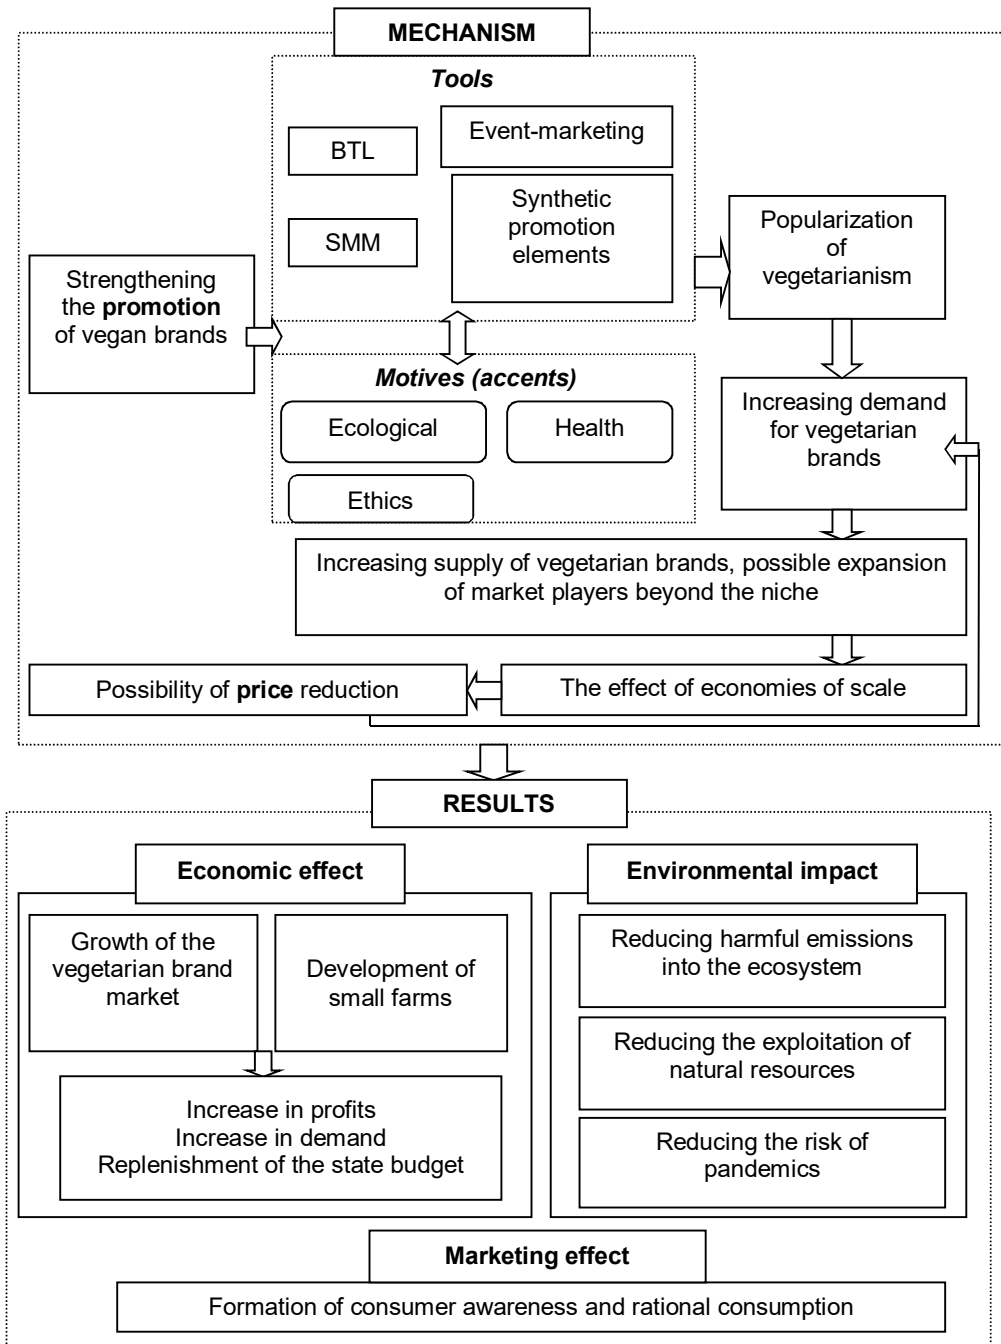 MECHANISM
Tools
BTL
Event-marketing
SMM
Synthetic
promotion
elements
Strengthening
the promotion
of vegan brands
Popularization
of
vegetarianism
Motives (accents)
Ecological
Health
Ethics
Increasing demand
for vegetarian
brands
Increasing supply of vegetarian brands, possible expansion
of market players beyond the niche
Possibility of price reduction
The effect of economies of scale
RESULTS
Economic effect
Growth of the
vegetarian brand
market
Development of
small farms
Increase in profits
Increase in demand
Replenishment of the state budget
Environmental impact
Reducing harmful emissions
into the ecosystem
Reducing the exploitation of
natural resources
Reducing the risk of
pandemics
Marketing effect
Formation of consumer awareness and rational consumption